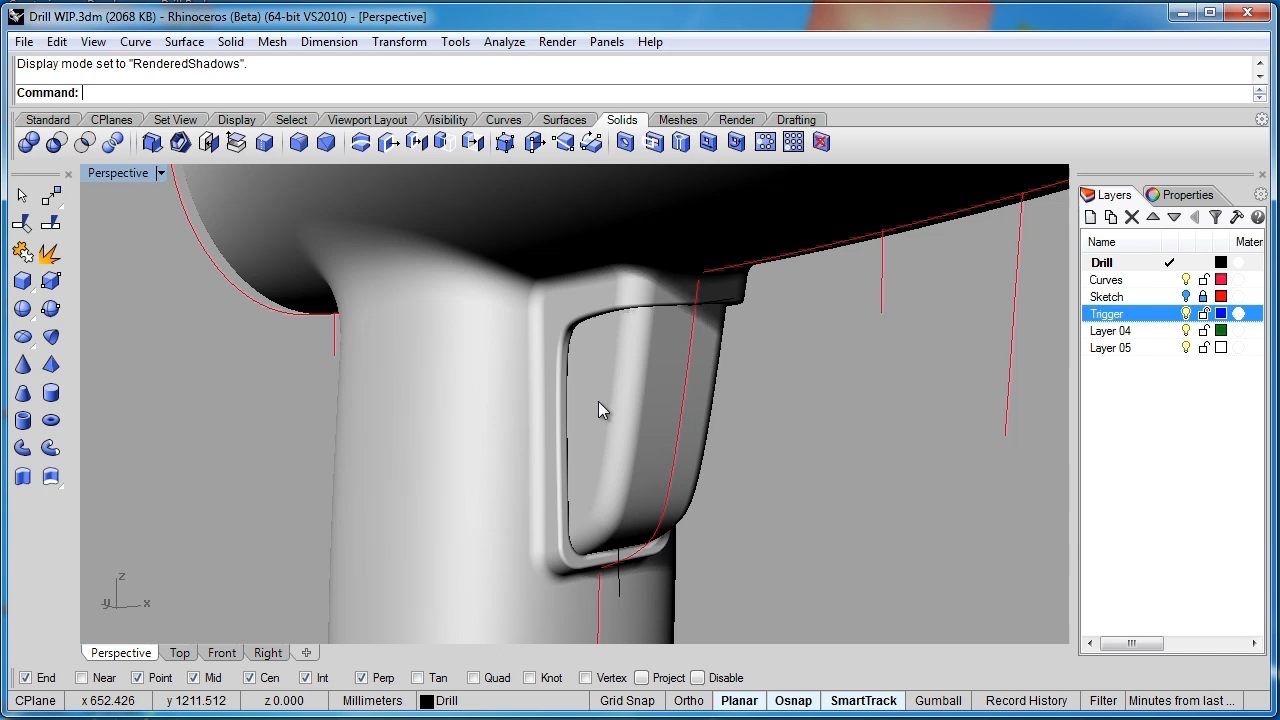 Drill WIP.3dm (2068 KB) - Rhinoceros (Beta) (64-bit VS2010) - [Perspective]
File Edit View Curve Surface Solid Mesh Dimension Transform Tools Analyze Render Panels Help
Display mode set to "RenderedShadows".
Command:
Standard CPlanes Set View Display Select Viewport Layout Visibility Curves Surfaces Solids Meshes Render Drafting
Perspective
Layers Properties
Name Mater
Drill
Curves
Sketch
Trigger
Layer 04
Layer 05
z
y x
Perspective Top Front Right
End Near Point Mid Cen Int Perp Tan Quad Knot Vertex Project Disable
CPlane x 652.426 y 1211.512 z 0.000 Millimeters Drill Grid Snap Ortho Planar Osnap SmartTrack Gumball Record History Filter Minutes from last ...